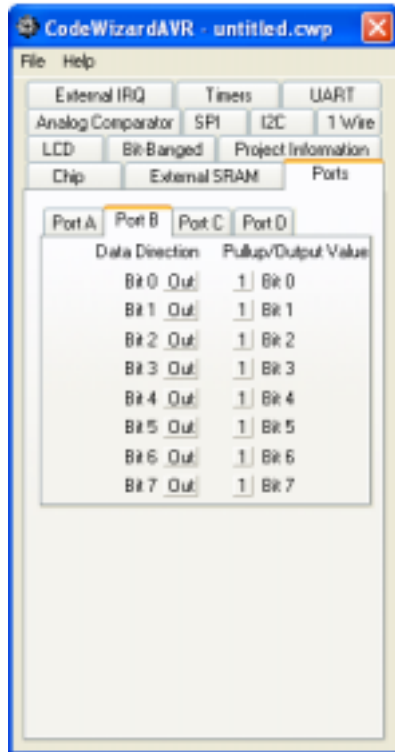 CodeWizardAVR - untitled.cwp
File Help
External IRQ Timers UART
Analog Comparator SPI I2C 1 Wire
LCD Bit-Banged Project Information
Chip External SRAM Ports
Port A Port B Port C Port D
Data Direction Pullup/Output Value
Bit 0 Out 1 Bit 0
Bit 1 Out 1 Bit 1
Bit 2 Out 1 Bit 2
Bit 3 Out 1 Bit 3
Bit 4 Out 1 Bit 4
Bit 5 Out 1 Bit 5
Bit 6 Out 1 Bit 6
Bit 7 Out 1 Bit 7